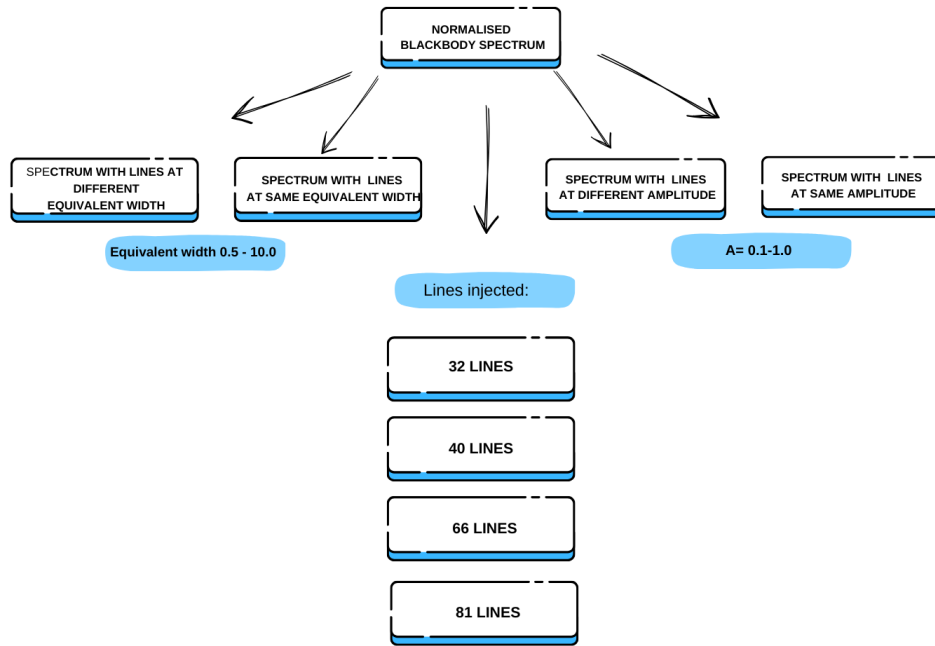 NORMALISED
BLACKBODY SPECTRUM
SPECTRUM WITH LINES AT
DIFFERENT
EQUIVALENT WIDTH
SPECTRUM WITH LINES
AT SAME EQUIVALENT WIDTH
SPECTRUM WITH LINES
AT DIFFERENT AMPLITUDE
SPECTRUM WITH LINES
AT SAME AMPLITUDE
Equivalent width 0.5 - 10.0
A= 0.1-1.0
Lines injected:
32 LINES
40 LINES
66 LINES
81 LINES